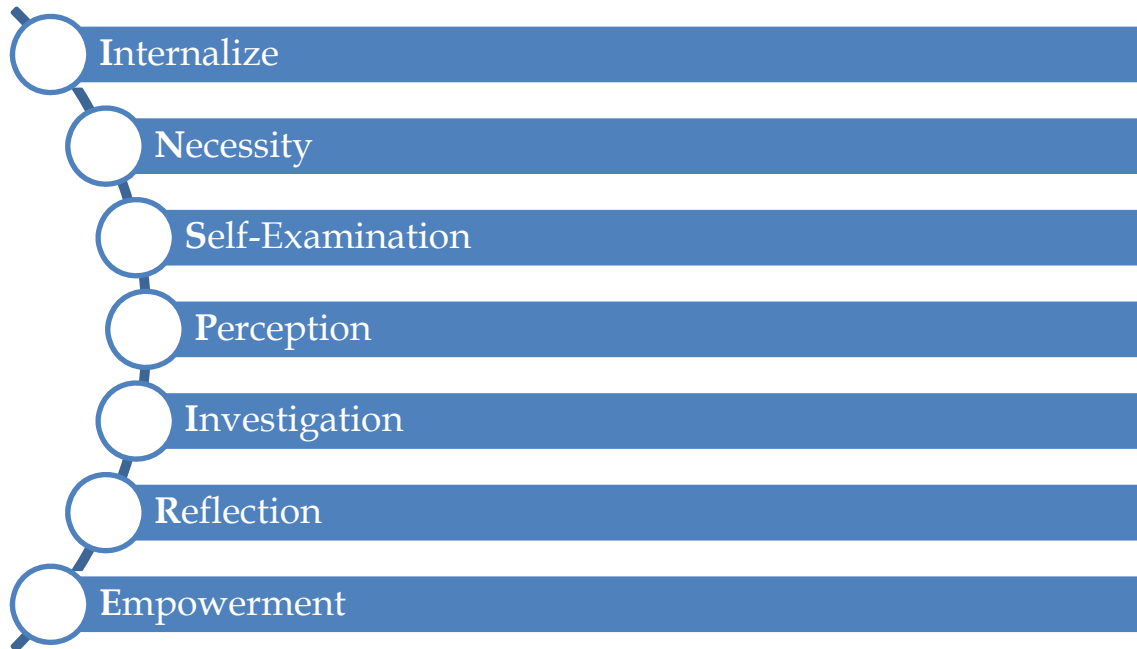 Internalize
Necessity
Self-Examination
Perception
Investigation
Reflection
Empowerment